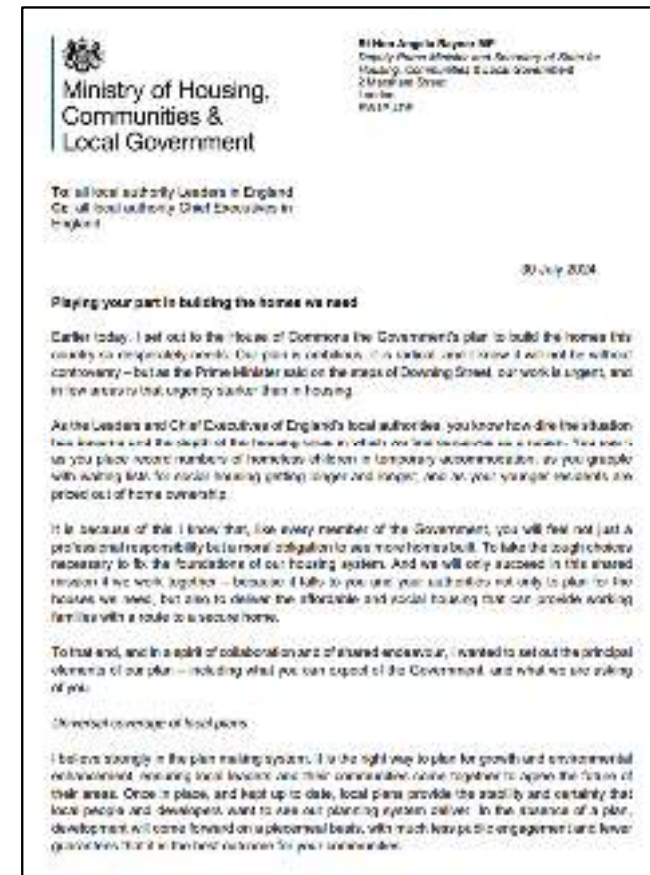 Ministry of Housing,
Communities &
Local Government
Rt Hon Angela Rayner MP
Deputy Prime Minister and Secretary of State for
Housing, Communities & Local Government
2 Marsham Street
London
SW1P 4DF
To: all local authority Leaders in England
Cc: all local authority Chief Executives in
England
30 July 2024
Playing your part in building the homes we need
Earlier today, I set out to the House of Commons the Government's plan to build the homes this
country so desperately needs. Our plan is ambitious, it is radical, and I know it will not be without
controversy – but as the Prime Minister said on the steps of Downing Street, our work is urgent, and
in few areas is that urgency starker than in housing.
As the Leaders and Chief Executives of England's local authorities, you know how dire the situation
has become and the depth of the housing crisis in which we find ourselves as a nation. You see it
as you place record numbers of homeless children in temporary accommodation, as you grapple
with waiting lists for social housing getting longer and longer, and as your younger residents are
priced out of home ownership.
It is because of this I know that, like every member of the Government, you will feel not just a
professional responsibility but a moral obligation to see more homes built. To take the tough choices
necessary to fix the foundations of our housing system. And we will only succeed in this shared
mission if we work together – because it falls to you and your authorities not only to plan for the
houses we need, but also to deliver the affordable and social housing that can provide working
families with a route to a secure home.
To that end, and in a spirit of collaboration and of shared endeavour, I wanted to set out the principal
elements of our plan – including what you can expect of the Government, and what we are asking
of you.
Universal coverage of local plans
I believe strongly in the plan making system. It is the right way to plan for growth and environmental
enhancement, ensuring local leaders and their communities come together to agree the future of
their areas. Once in place, and kept up to date, local plans provide the stability and certainty that
local people and developers want to see our planning system deliver. In the absence of a plan,
development will come forward on a piecemeal basis, with much less public engagement and fewer
guarantees that it is the best outcome for your communities.